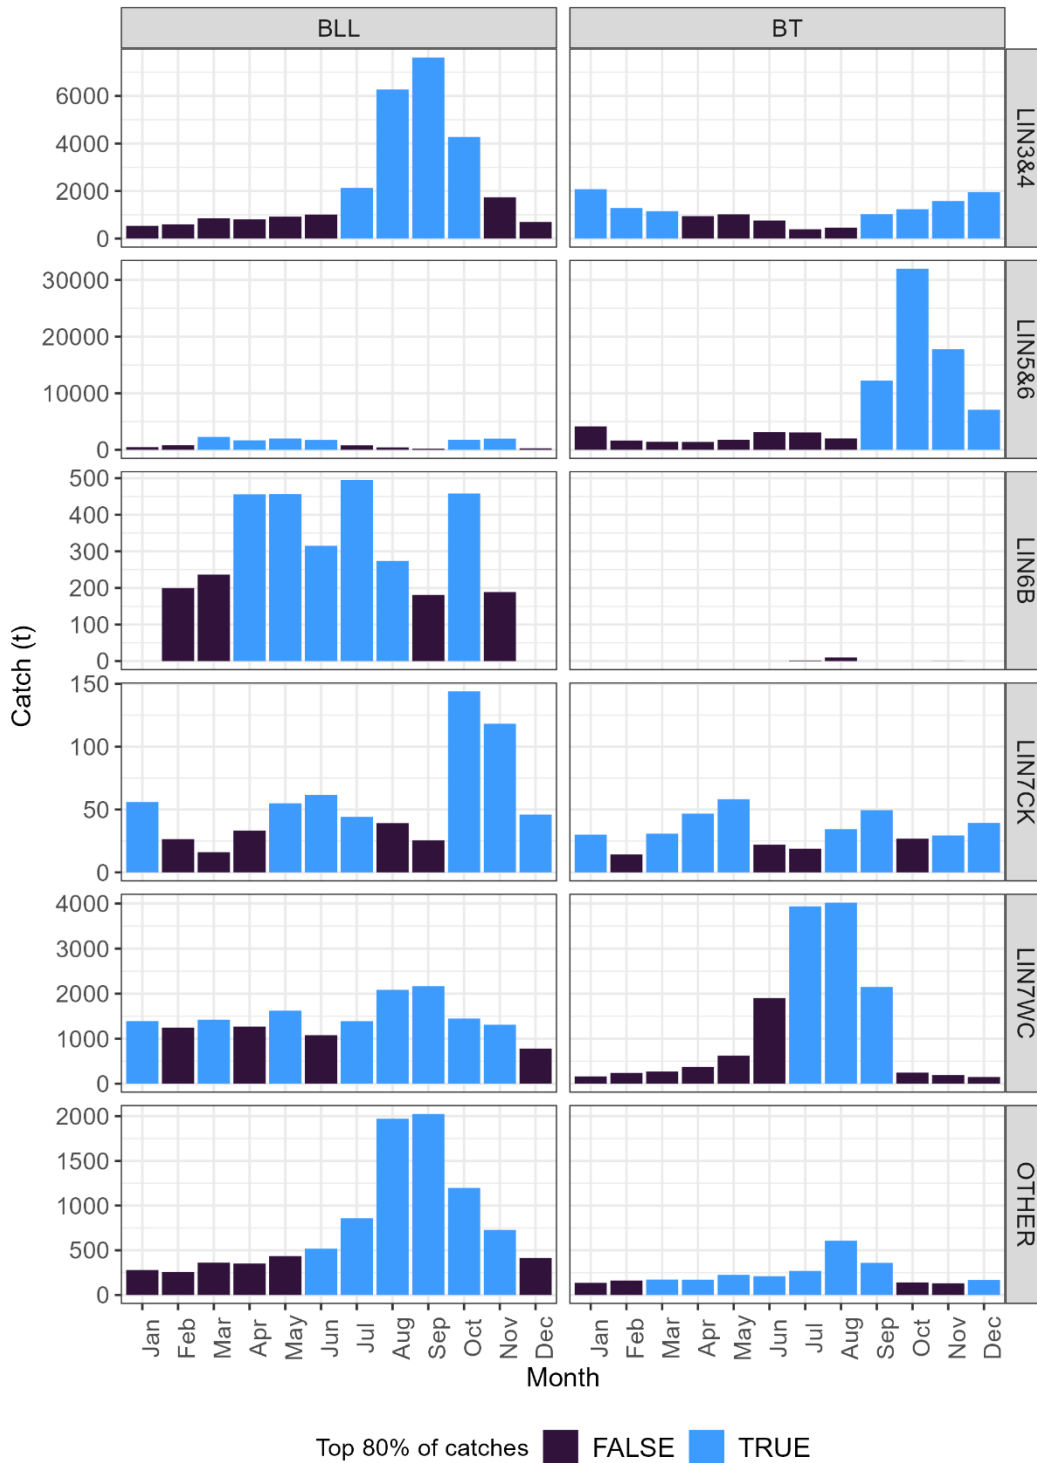 BLL BT
6000
4000
2000
0
LIN3&4
30000
20000
10000
0
LIN5&6
500
400
300
200
100
0
LIN6B
150
100
50
0
LIN7CK
4000
3000
2000
1000
0
LIN7WC
2000
1500
1000
500
0
OTHER
Catch (t)
Jan Feb Mar Apr May Jun Jul Aug Sep Oct Nov Dec Jan Feb Mar Apr May Jun Jul Aug Sep Oct Nov Dec
Month
Top 80% of catches FALSE TRUE